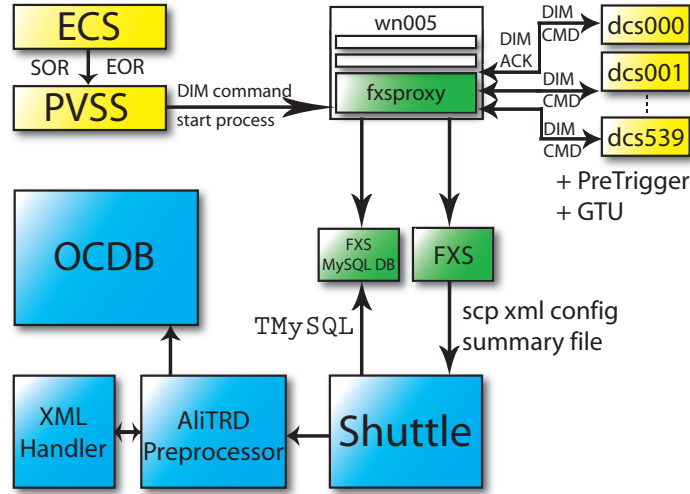 ECS
SOR EOR
PVSS
DIM command
start process
wn005
fxsproxy
DIM
ACK
DIM
CMD
dcs000
DIM
CMD
dcs001
DIM
CMD
dcs539
+ PreTrigger
+ GTU
OCDB
FXS
MySQL DB
FXS
TMySQL
scp xml config
summary file
XML
Handler
AliTRD
Preprocessor
Shuttle